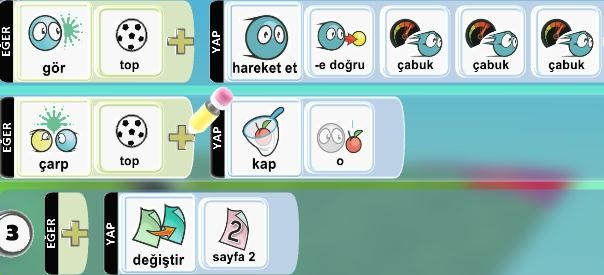 EĞER gör top YAP hareket et -e doğru çabuk çabuk çabuk
EĞER çarp top YAP kap o
3 EĞER YAP değiştir 2 sayfa 2